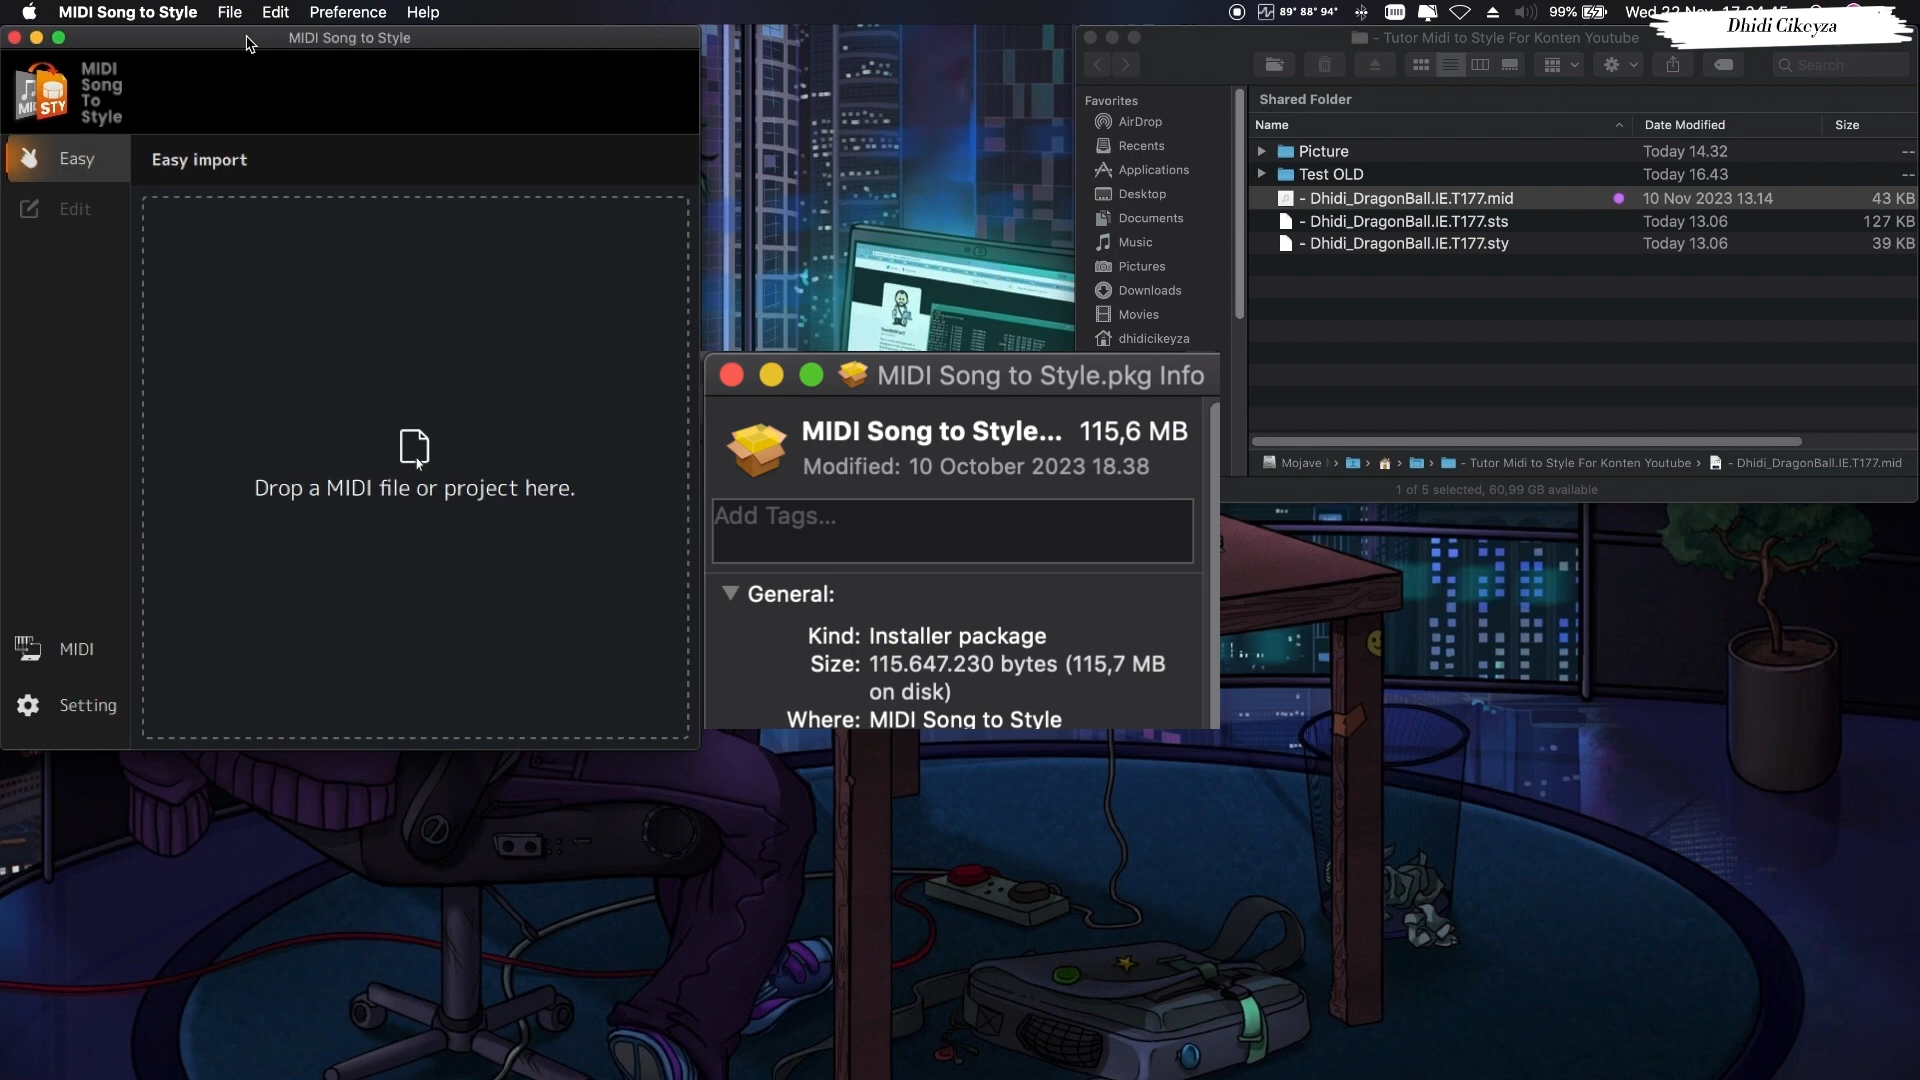 MIDI Song to Style File Edit Preference Help
89° 88° 94° 99% Wed 22 Nov
Dhidi Cikeyza
MIDI Song to Style
MIDI
Song
To
Style
STY
Easy
Edit
MIDI
Setting
Easy import
Drop a MIDI file or project here.
MIDI Song to Style.pkg Info
MIDI Song to Style... 115,6 MB
Modified: 10 October 2023 18.38
Add Tags...
General:
Kind: Installer package
Size: 115.647.230 bytes (115,7 MB
on disk)
Where: MIDI Song to Style
- Tutor Midi to Style For Konten Youtube
Search
Favorites
AirDrop
Recents
Applications
Desktop
Documents
Music
Pictures
Downloads
Movies
dhidicikeyza
Shared Folder
Name Date Modified Size
Picture Today 14.32 --
Test OLD Today 16.43 --
- Dhidi_DragonBall.IE.T177.mid 10 Nov 2023 13.14 43 KB
- Dhidi_DragonBall.IE.T177.sts Today 13.06 127 KB
- Dhidi_DragonBall.IE.T177.sty Today 13.06 39 KB
Mojave › › › › - Tutor Midi to Style For Konten Youtube › - Dhidi_DragonBall.IE.T177.mid
1 of 5 selected, 60,99 GB available